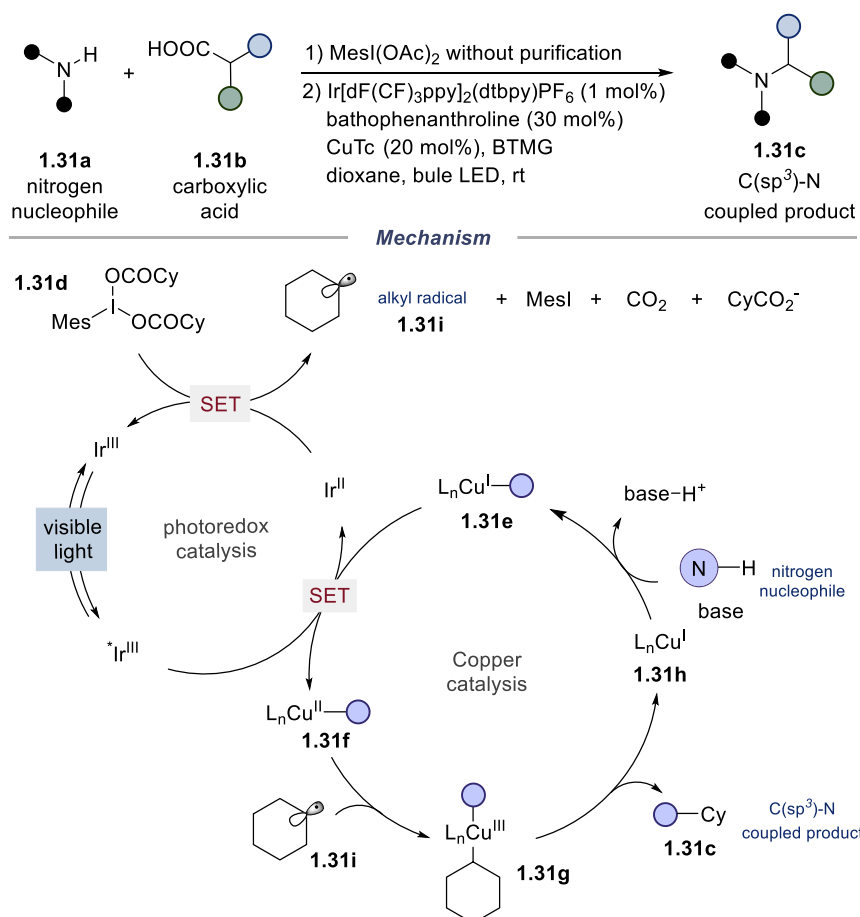 N H
+
HOOC
1) MesI(OAc)2 without purification
2) Ir[dF(CF)3ppy]2(dtbpy)PF6 (1 mol%)
bathophenanthroline (30 mol%)
CuTc (20 mol%), BTMG
dioxane, bule LED, rt
N
1.31a
nitrogen
nucleophile
1.31b
carboxylic
acid
1.31c
C(sp3)-N
coupled product
Mechanism
1.31d
OCOCy
I
Mes OCOCy
alkyl radical
1.31i
+ MesI + CO2 + CyCO2-
SET
IrIII
visible
light
photoredox
catalysis
IrII
*IrIII
SET
LnCuI
1.31e
base-H+
N H
nitrogen
nucleophile
base
LnCuI
1.31h
Copper
catalysis
LnCuII
1.31f
1.31i
LnCuIII
1.31g
Cy
1.31c
C(sp3)-N
coupled product